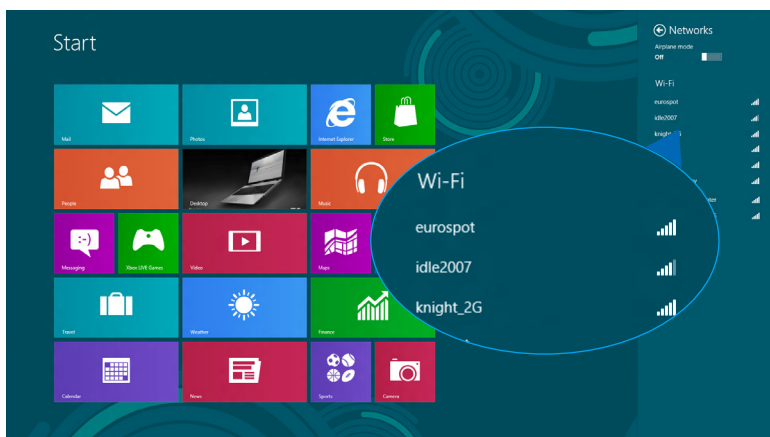 Start
Networks
Airplane mode
Off
Wi-Fi
eurospot
idle2007
Mail
Photos
Internet Explorer
Store
People
Desktop
Music
Messaging
Xbox LIVE Games
Video
Maps
Travel
Weather
Finance
Calendar
News
Sports
Camera
Wi-Fi
eurospot
idle2007
knight_2G